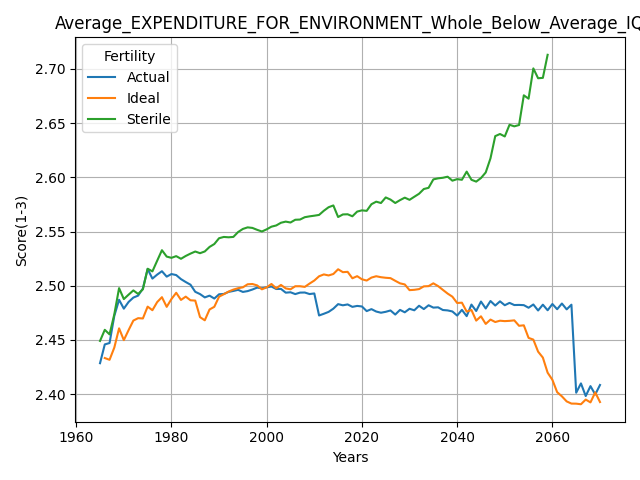 Average_EXPENDITURE_FOR_ENVIRONMENT_Whole_Below_Average_IQ
Fertility
Actual
Ideal
Sterile
2.70
2.65
2.60
2.55
2.50
2.45
2.40
Score(1-3)
1960 1980 2000 2020 2040 2060
Years